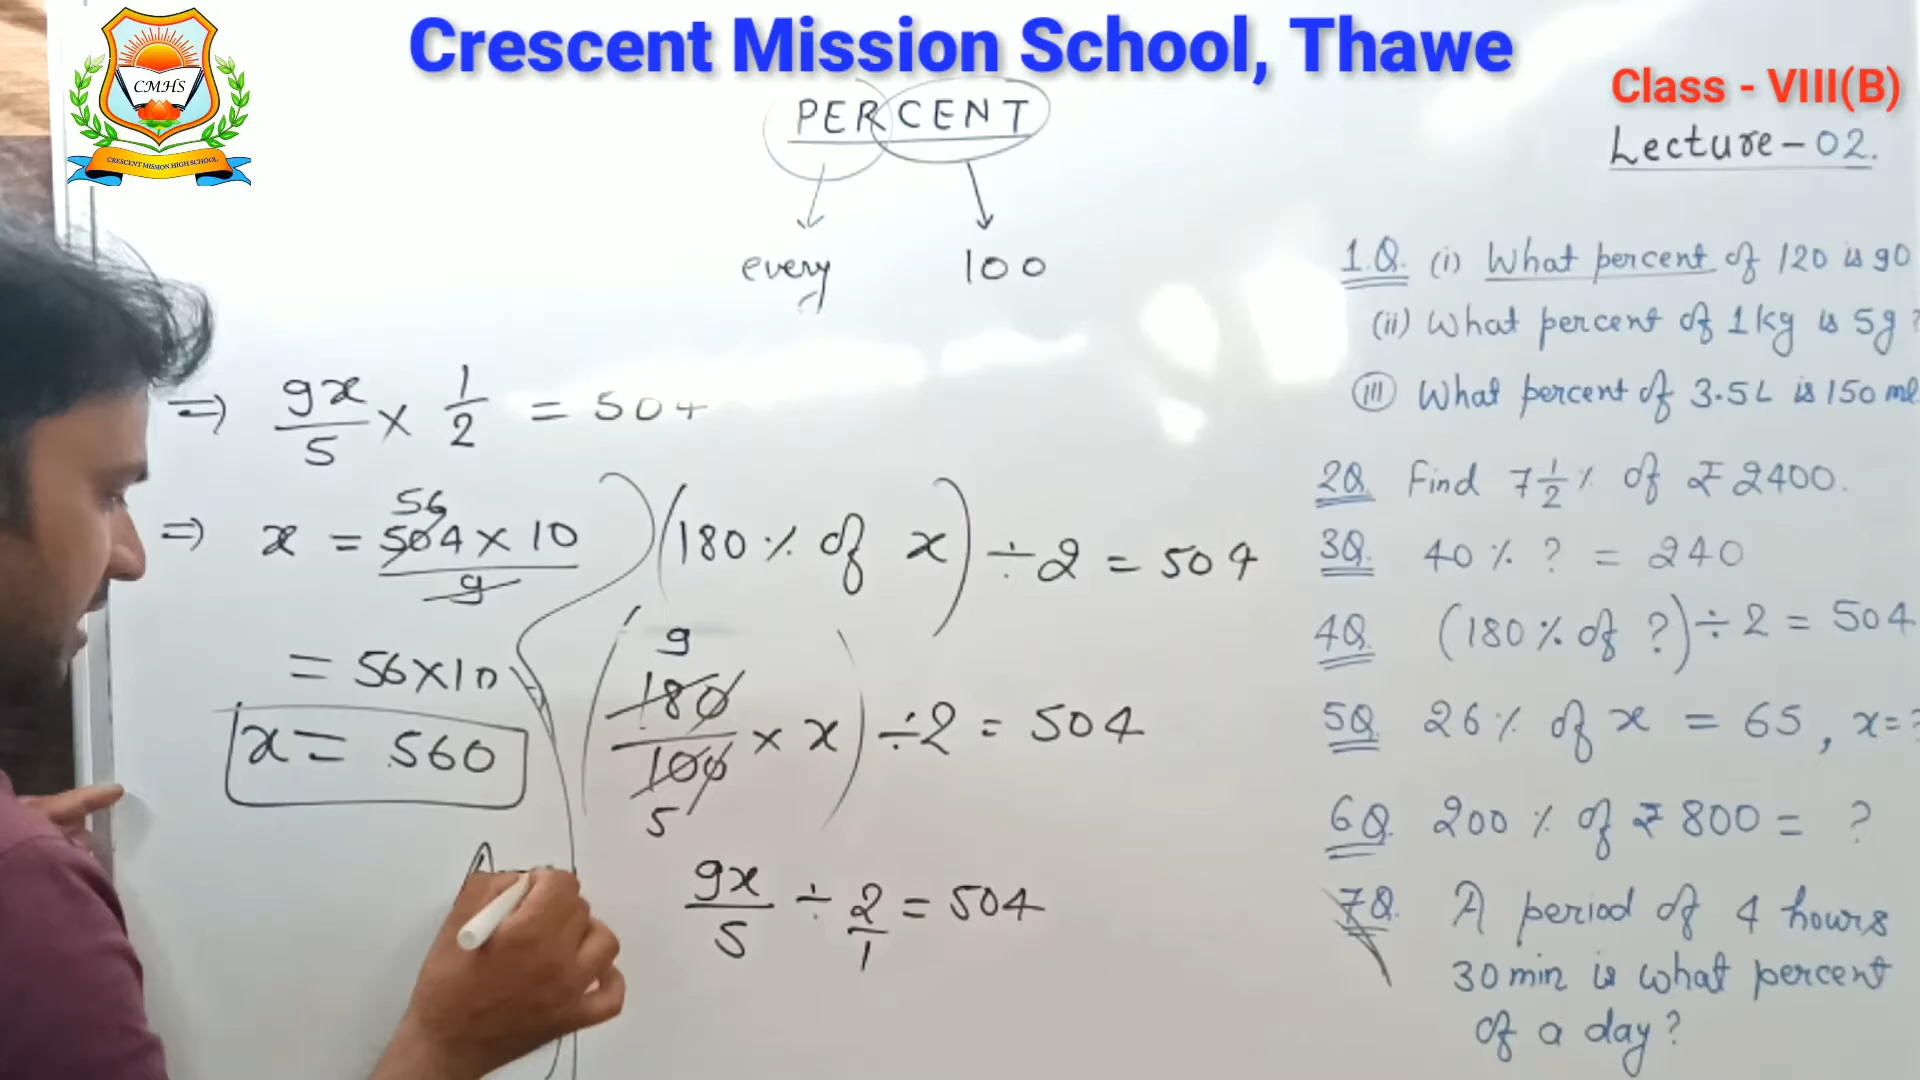 Crescent Mission School, Thawe
CMHS
CRESCENT MISSION HIGH SCHOOL
Class - VIII(B)
Lecture - 02.
PERCENT
every 100
⇒ 9x/5 × 1/2 = 504
56
⇒ x = 504 × 10 / 9
= 56×10
x = 560
(180 % of x) ÷ 2 = 504
9
(180/100 × x) ÷ 2 = 504
5
9x/5 ÷ 2/1 = 504
1.Q. (i) What percent of 120 is 90
(ii) What percent of 1kg is 5g ?
(iii) What percent of 3.5L is 150 ml
2Q. Find 7 1/2 % of ₹ 2400.
3Q. 40 % ? = 240
4Q. (180 % of ?) ÷ 2 = 504
5Q. 26 % of x = 65, x = ?
6Q. 200 % of ₹ 800 = ?
7Q. A period of 4 hours
30 min is what percent
of a day?